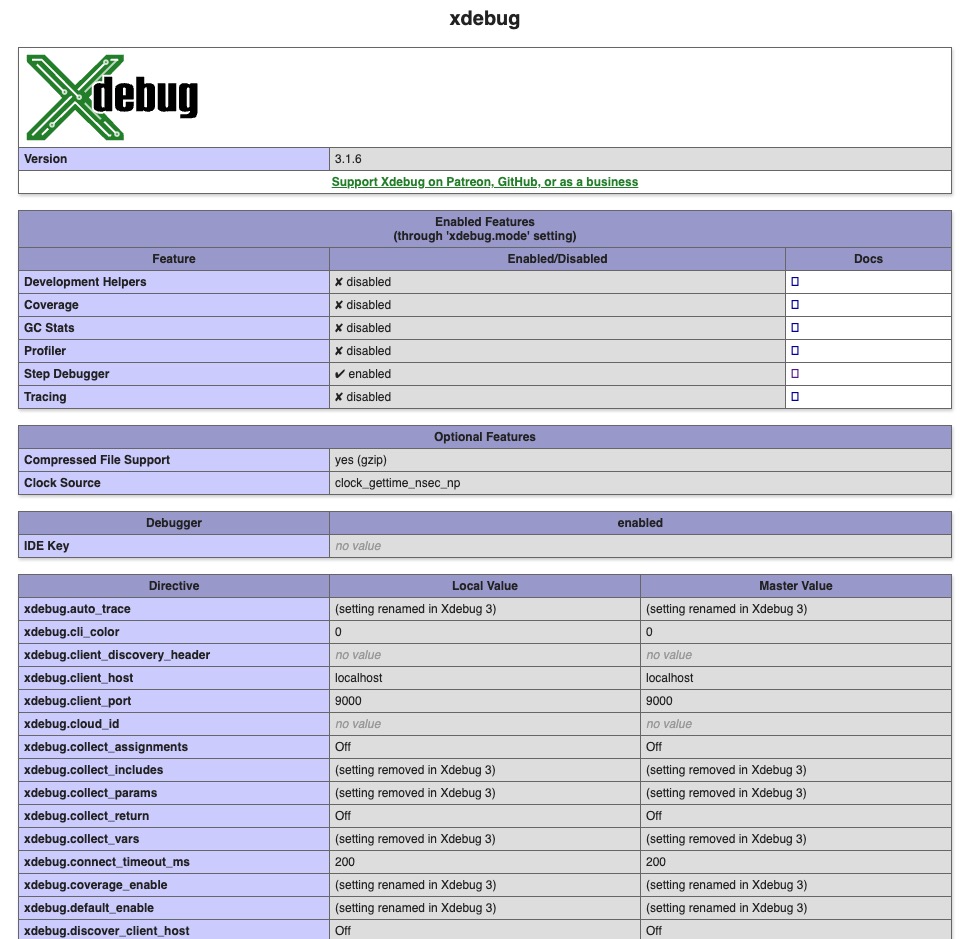 xdebug
Xdebug
Version 3.1.6
Support Xdebug on Patreon, GitHub, or as a business
Enabled Features
(through 'xdebug.mode' setting)
Feature Enabled/Disabled Docs
Development Helpers ✘ disabled
Coverage ✘ disabled
GC Stats ✘ disabled
Profiler ✘ disabled
Step Debugger ✔ enabled
Tracing ✘ disabled
Optional Features
Compressed File Support yes (gzip)
Clock Source clock_gettime_nsec_np
Debugger enabled
IDE Key no value
Directive Local Value Master Value
xdebug.auto_trace (setting renamed in Xdebug 3) (setting renamed in Xdebug 3)
xdebug.cli_color 0 0
xdebug.client_discovery_header no value no value
xdebug.client_host localhost localhost
xdebug.client_port 9000 9000
xdebug.cloud_id no value no value
xdebug.collect_assignments Off Off
xdebug.collect_includes (setting removed in Xdebug 3) (setting removed in Xdebug 3)
xdebug.collect_params (setting removed in Xdebug 3) (setting removed in Xdebug 3)
xdebug.collect_return Off Off
xdebug.collect_vars (setting removed in Xdebug 3) (setting removed in Xdebug 3)
xdebug.connect_timeout_ms 200 200
xdebug.coverage_enable (setting renamed in Xdebug 3) (setting renamed in Xdebug 3)
xdebug.default_enable (setting renamed in Xdebug 3) (setting renamed in Xdebug 3)
xdebug.discover_client_host Off Off